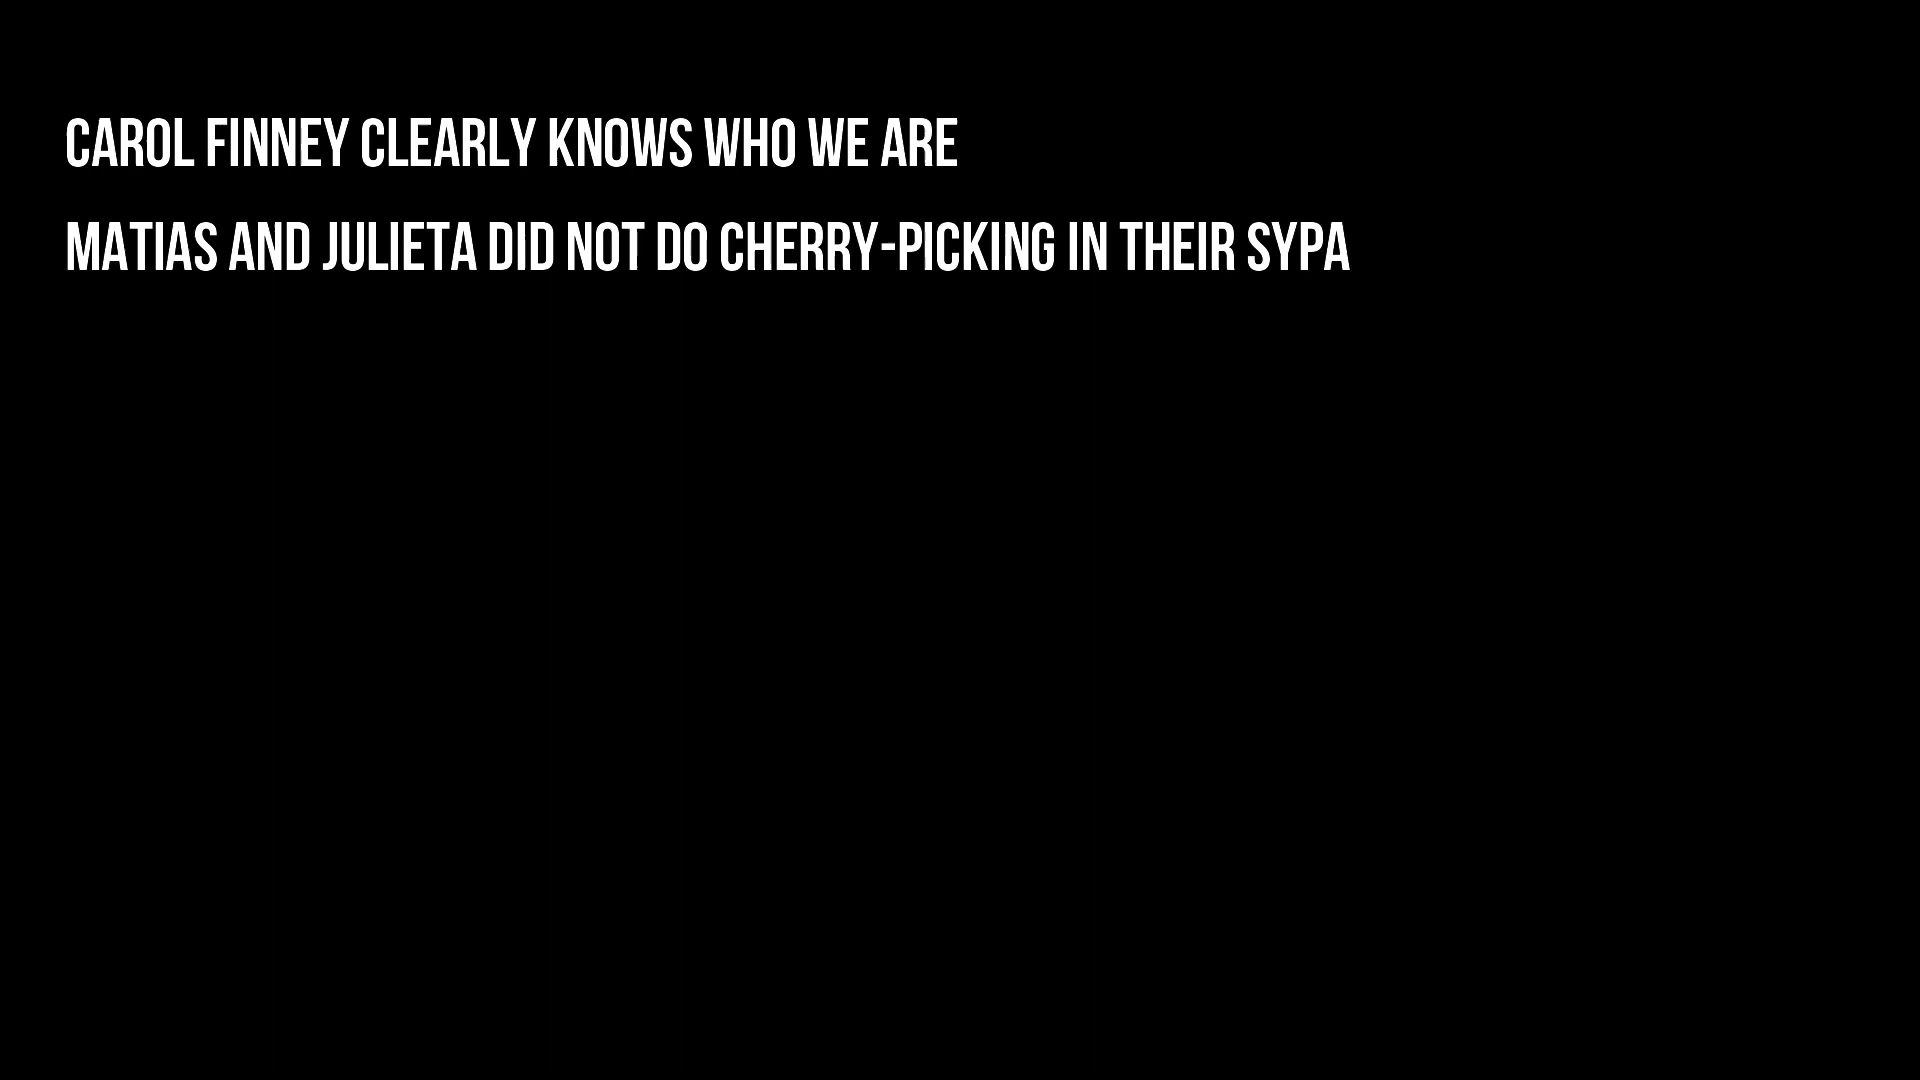 CAROL FINNEY CLEARLY KNOWS WHO WE ARE
MATIAS AND JULIETA DID NOT DO CHERRY-PICKING IN THEIR SYPA